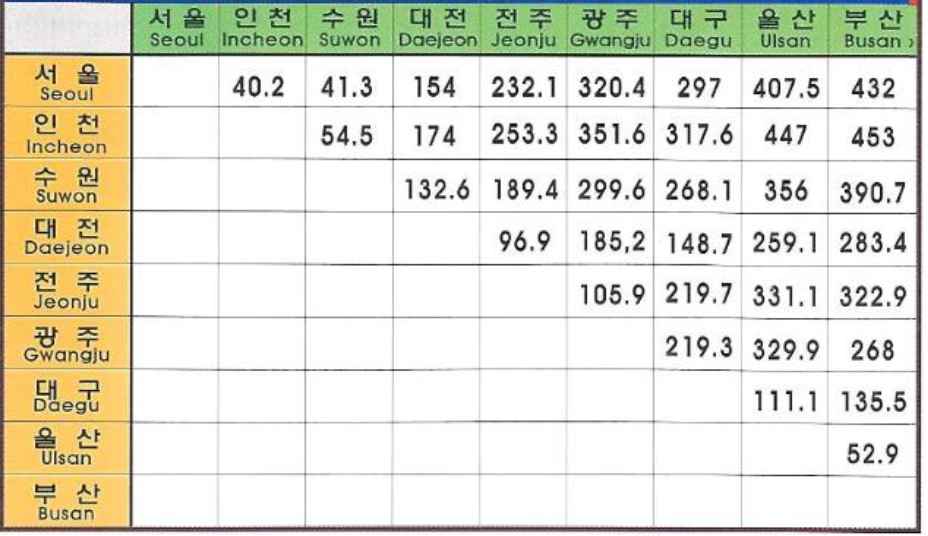 서 울 인 천 수 원 대 전 전 주 광 주 대 구 울 산 부 산
Seoul Incheon Suwon Daejeon Jeonju Gwangju Daegu Ulsan Busan
서 울
Seoul 40.2 41.3 154 232.1 320.4 297 407.5 432
인 천
Incheon 54.5 174 253.3 351.6 317.6 447 453
수 원
Suwon 132.6 189.4 299.6 268.1 356 390.7
대 전
Daejeon 96.9 185,2 148.7 259.1 283.4
전 주
Jeonju 105.9 219.7 331.1 322.9
광 주
Gwangju 219.3 329.9 268
대 구
Daegu 111.1 135.5
울 산
Ulsan 52.9
부 산
Busan